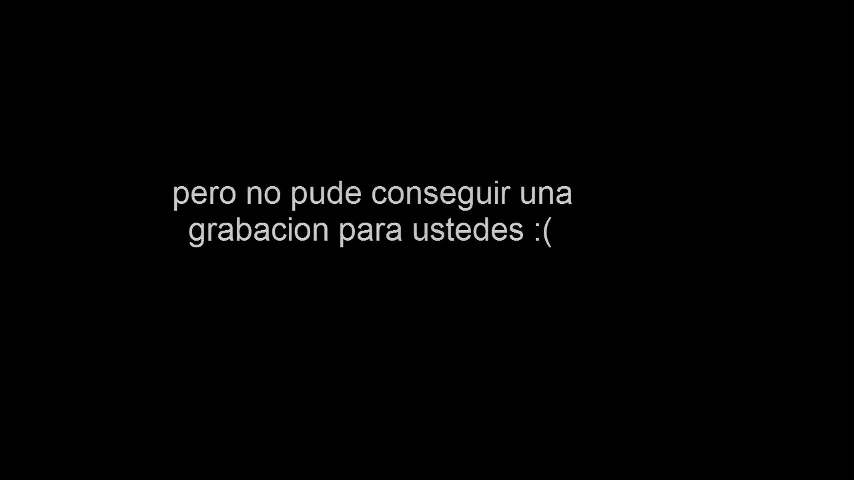 pero no pude conseguir una
grabacion para ustedes :(